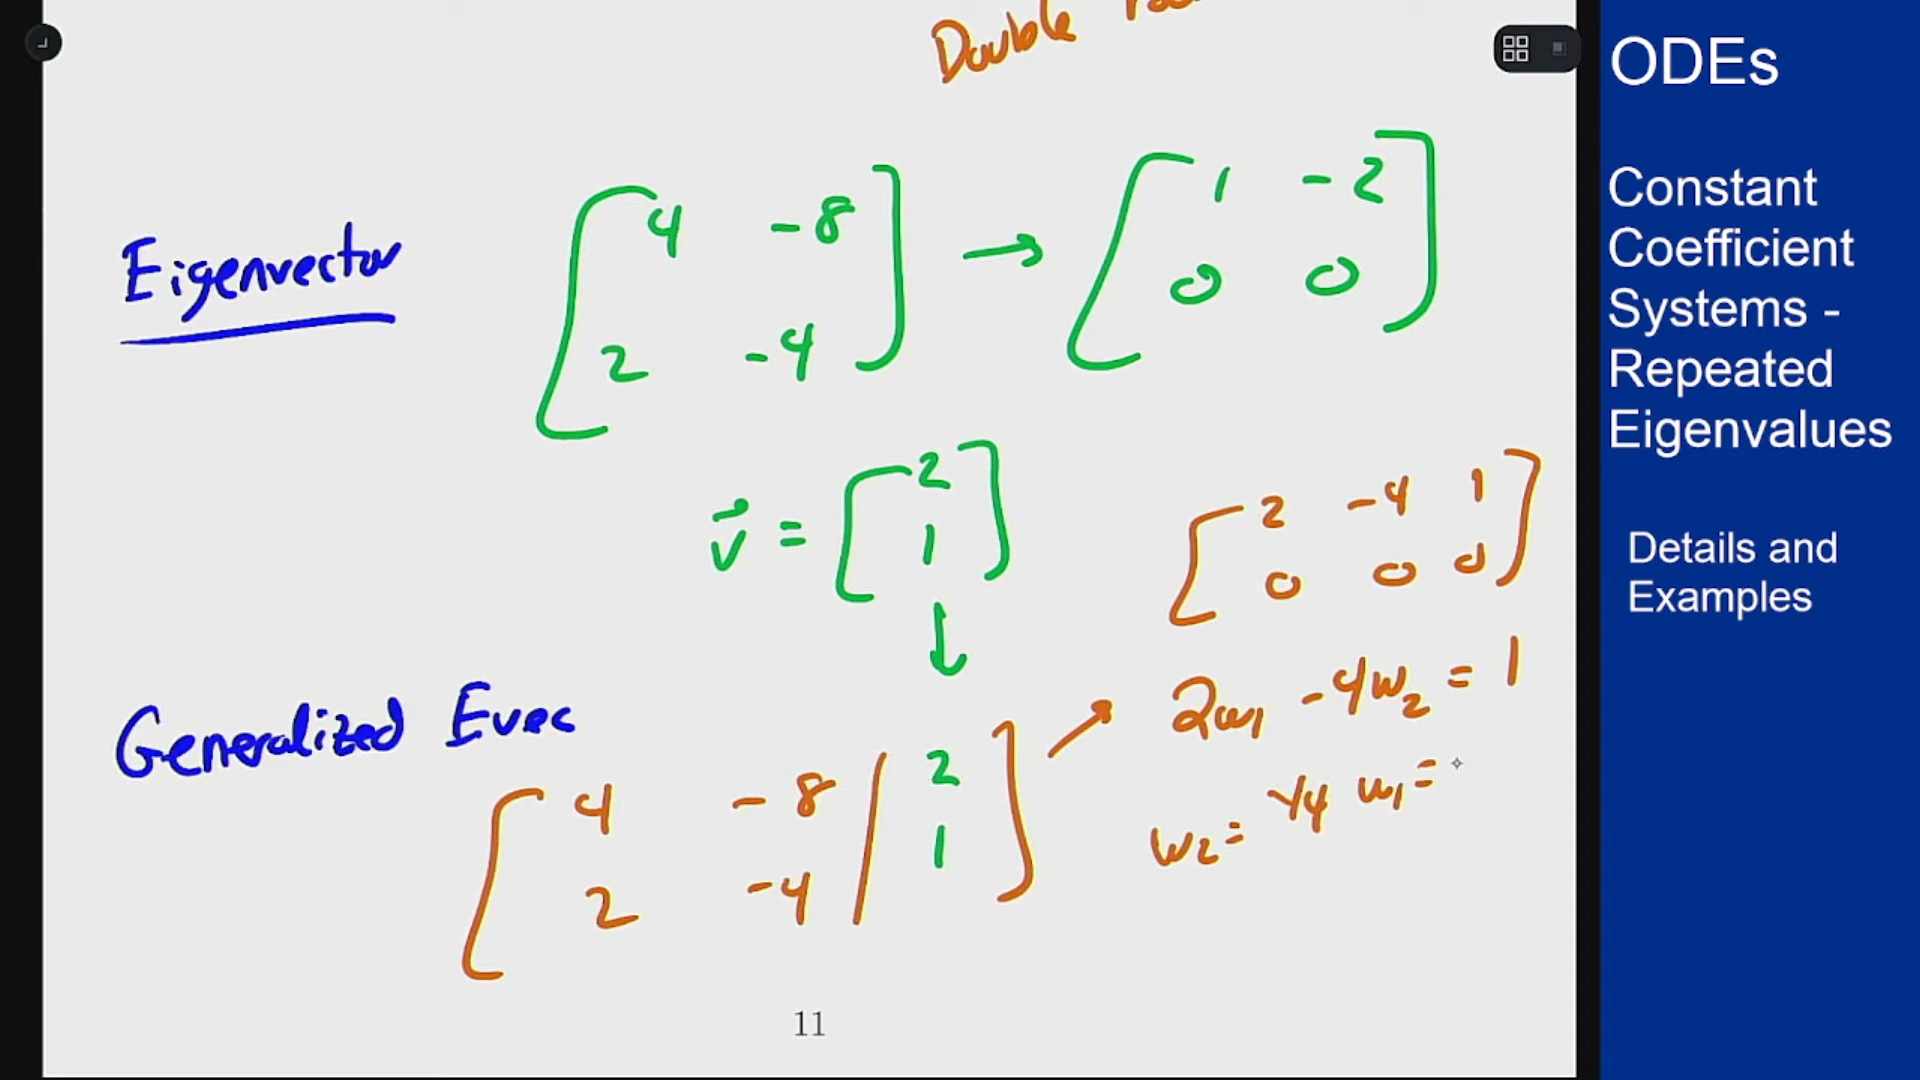 Double
Eigenvector
[ 4 -8
2 -4 ]
→
[ 1 -2
0 0 ]
v⃗ = [ 2
1 ]
↓
[ 2 -4 1
0 0 0 ]
Generalized Evec
[ 4 -8 | 2
2 -4 | 1 ]
2w₁ -4w₂ = 1
w₂ = -1/4 w₁ =
11
ODEs
Constant
Coefficient
Systems -
Repeated
Eigenvalues
Details and
Examples